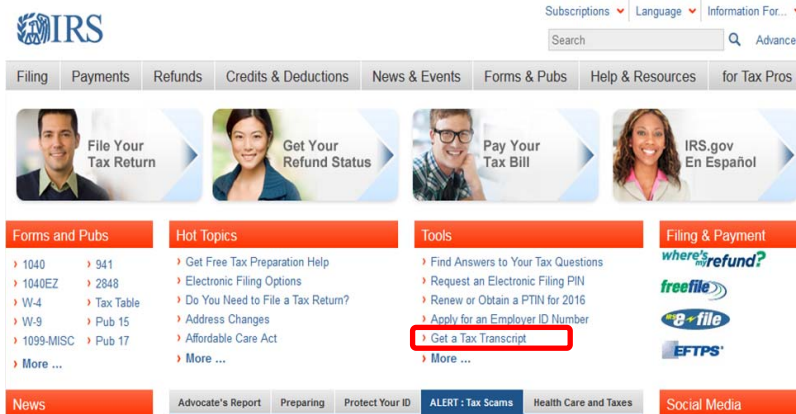 Subscriptions Language Information For...
IRS
Search Advance
Filing Payments Refunds Credits & Deductions News & Events Forms & Pubs Help & Resources for Tax Pros
File Your
Tax Return
Get Your
Refund Status
Pay Your
Tax Bill
IRS.gov
En Español
Forms and Pubs
1040
1040EZ
W-4
W-9
1099-MISC
More ...
941
2848
Tax Table
Pub 15
Pub 17
Hot Topics
Get Free Tax Preparation Help
Electronic Filing Options
Do You Need to File a Tax Return?
Address Changes
Affordable Care Act
More ...
Tools
Find Answers to Your Tax Questions
Request an Electronic Filing PIN
Renew or Obtain a PTIN for 2016
Apply for an Employer ID Number
Get a Tax Transcript
More ...
Filing & Payment
where's my refund?
freefile
e file
EFTPS
News
Advocate's Report Preparing Protect Your ID ALERT : Tax Scams Health Care and Taxes
Social Media